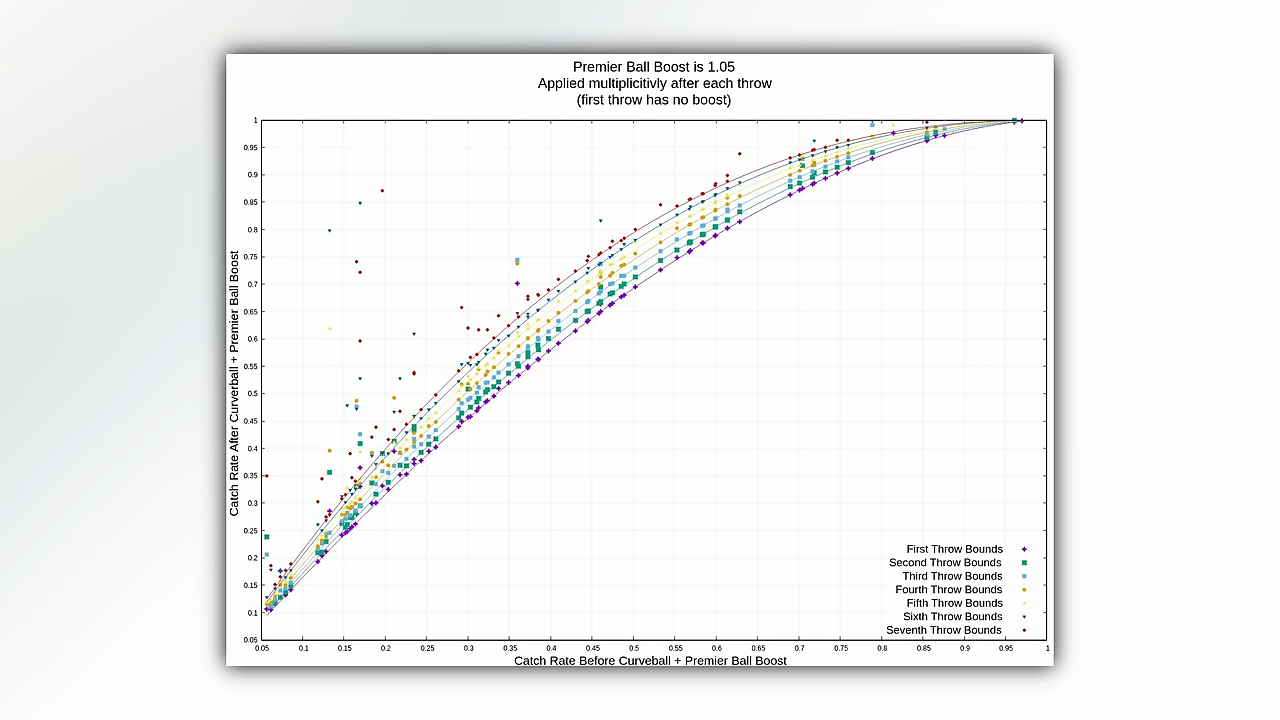 Premier Ball Boost is 1.05
Applied multiplicitivly after each throw
(first throw has no boost)
1
0.95
0.9
0.85
0.8
0.75
0.7
0.65
0.6
0.55
0.5
0.45
0.4
0.35
0.3
0.25
0.2
0.15
0.1
0.05
Catch Rate After Curveball + Premier Ball Boost
First Throw Bounds
Second Throw Bounds
Third Throw Bounds
Fourth Throw Bounds
Fifth Throw Bounds
Sixth Throw Bounds
Seventh Throw Bounds
0.05 0.1 0.15 0.2 0.25 0.3 0.35 0.4 0.45 0.5 0.55 0.6 0.65 0.7 0.75 0.8 0.85 0.9 0.95 1
Catch Rate Before Curveball + Premier Ball Boost